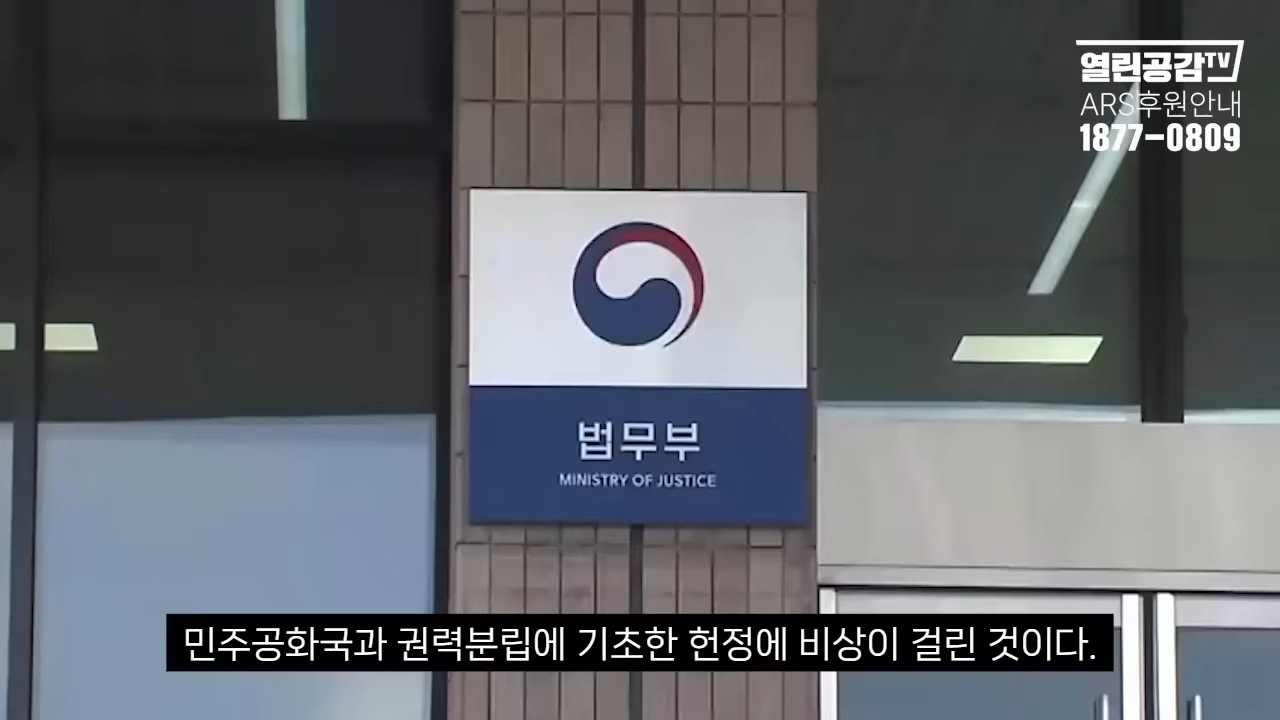 열린공감TV
ARS후원안내
1877-0809
법무부
MINISTRY OF JUSTICE
민주공화국과 권력분립에 기초한 헌정에 비상이 걸린 것이다.